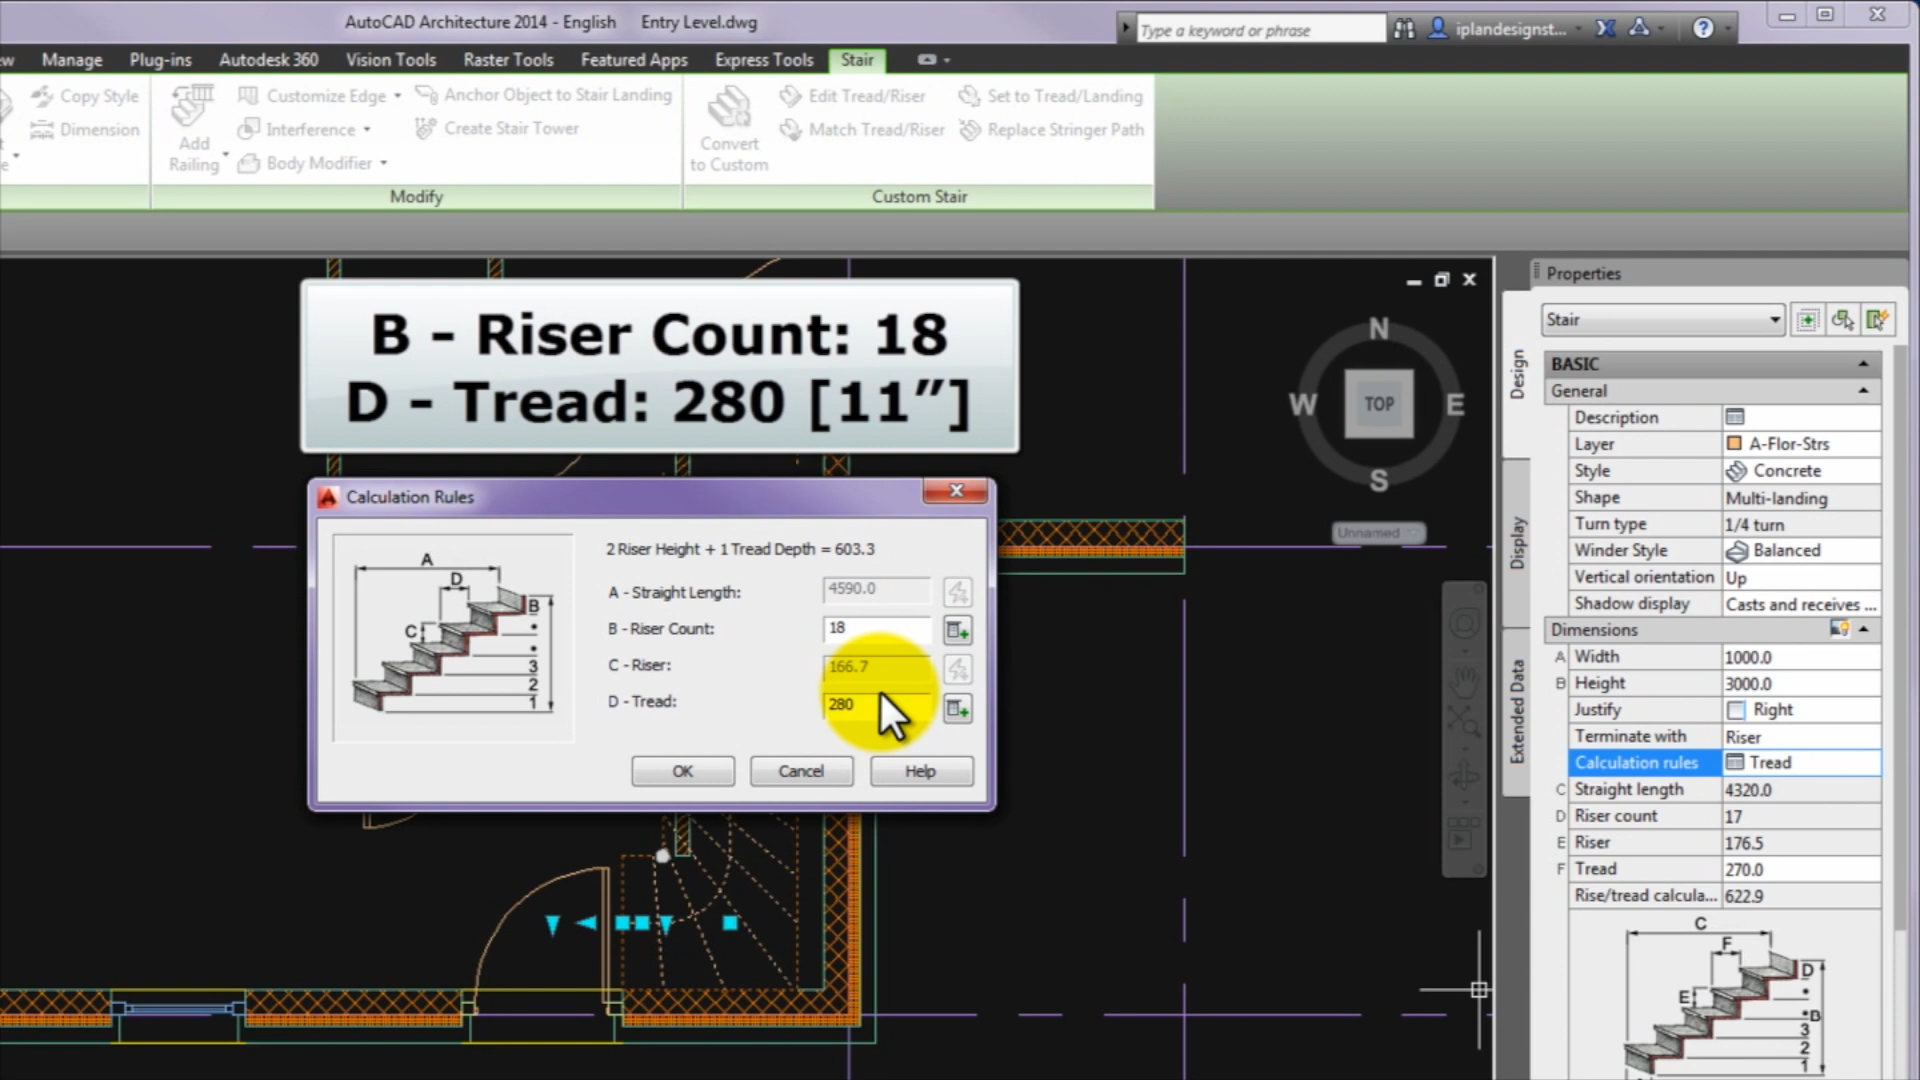 AutoCAD Architecture 2014 - English Entry Level.dwg
Type a keyword or phrase
iplandesignst...
Manage Plug-ins Autodesk 360 Vision Tools Raster Tools Featured Apps Express Tools Stair
Copy Style
Dimension
Add
Railing
Customize Edge
Interference
Body Modifier
Anchor Object to Stair Landing
Create Stair Tower
Modify
Convert
to Custom
Edit Tread/Riser
Match Tread/Riser
Set to Tread/Landing
Replace Stringer Path
Custom Stair
B - Riser Count: 18
D - Tread: 280 [11”]
N
W TOP E
S
Unnamed
Calculation Rules
2 Riser Height + 1 Tread Depth = 603.3
A - Straight Length: 4590.0
B - Riser Count: 18
C - Riser: 166.7
D - Tread: 280
A
D
B
C
3
2
1
OK Cancel Help
Properties
Stair
Design
Display
Extended Data
BASIC
General
Description
Layer A-Flor-Strs
Style Concrete
Shape Multi-landing
Turn type 1/4 turn
Winder Style Balanced
Vertical orientation Up
Shadow display Casts and receives ...
Dimensions
A Width 1000.0
B Height 3000.0
Justify Right
Terminate with Riser
Calculation rules Tread
C Straight length 4320.0
D Riser count 17
E Riser 176.5
F Tread 270.0
Rise/tread calcula... 622.9
C
F
D
E
B
3
2
1